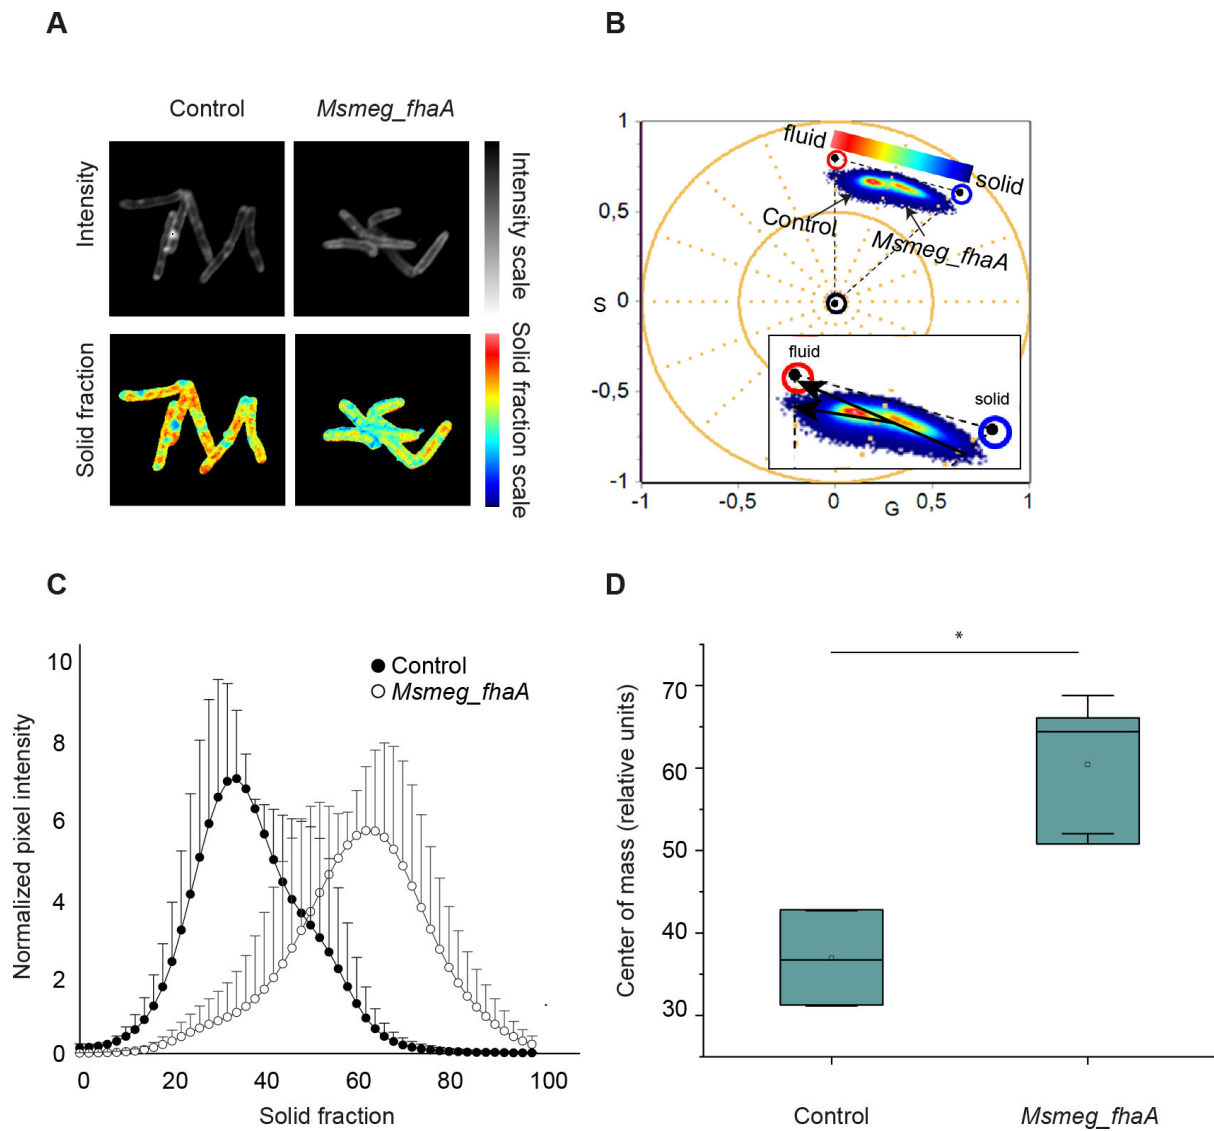 A
Control
Msmeg_fhaA
Intensity
Intensity scale
Solid fraction
Solid fraction scale
B
1
0,5
S 0
-0,5
-1
-1
-0,5
0
G
0,5
1
fluid
solid
Control
Msmeg_fhaA
fluid
solid
C
Normalized pixel intensity
10
8
6
4
2
0
Control
Msmeg_fhaA
0 20 40 60 80 100
Solid fraction
D
*
Center of mass (relative units)
70
60
50
40
30
Control
Msmeg_fhaA